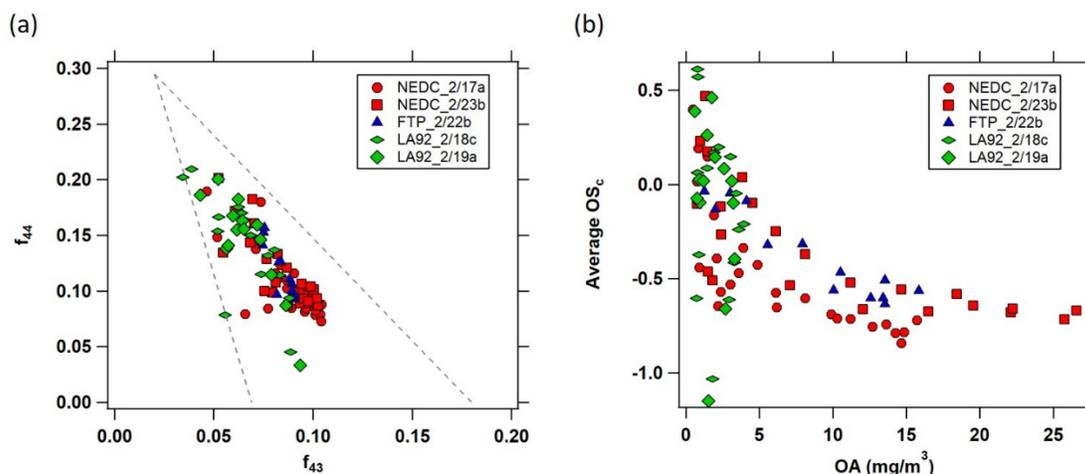 (a)
0.30
0.25
0.20
0.15
0.10
0.05
0.00
f44
0.00 0.05 0.10 0.15 0.20
f43
NEDC_2/17a
NEDC_2/23b
FTP_2/22b
LA92_2/18c
LA92_2/19a
(b)
0.5
0.0
-0.5
-1.0
Average OSc
0 5 10 15 20 25
OA (mg/m³)
NEDC_2/17a
NEDC_2/23b
FTP_2/22b
LA92_2/18c
LA92_2/19a